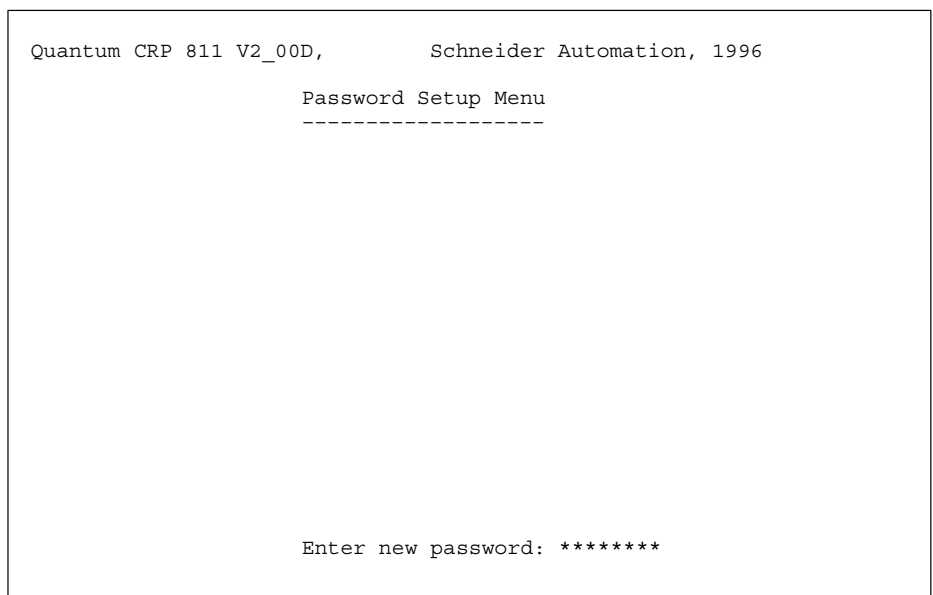 Quantum CRP 811 V2_00D, Schneider Automation, 1996
Password Setup Menu
-------------------
Enter new password: ********